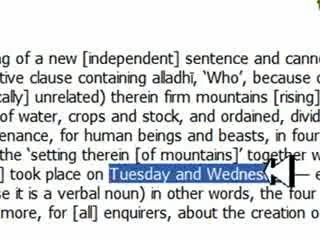 ng of a new [independent] sentence and canno
tive clause containing alladhī, ‘Who’, because o
cally] unrelated) therein firm mountains [rising]
of water, crops and stock, and ordained, divid
enance, for human beings and beasts, in four
the ‘setting therein [of mountains]’ together w
] took place on Tuesday and Wednes — e
se it is a verbal noun) in other words, the four
more, for [all] enquirers, about the creation o